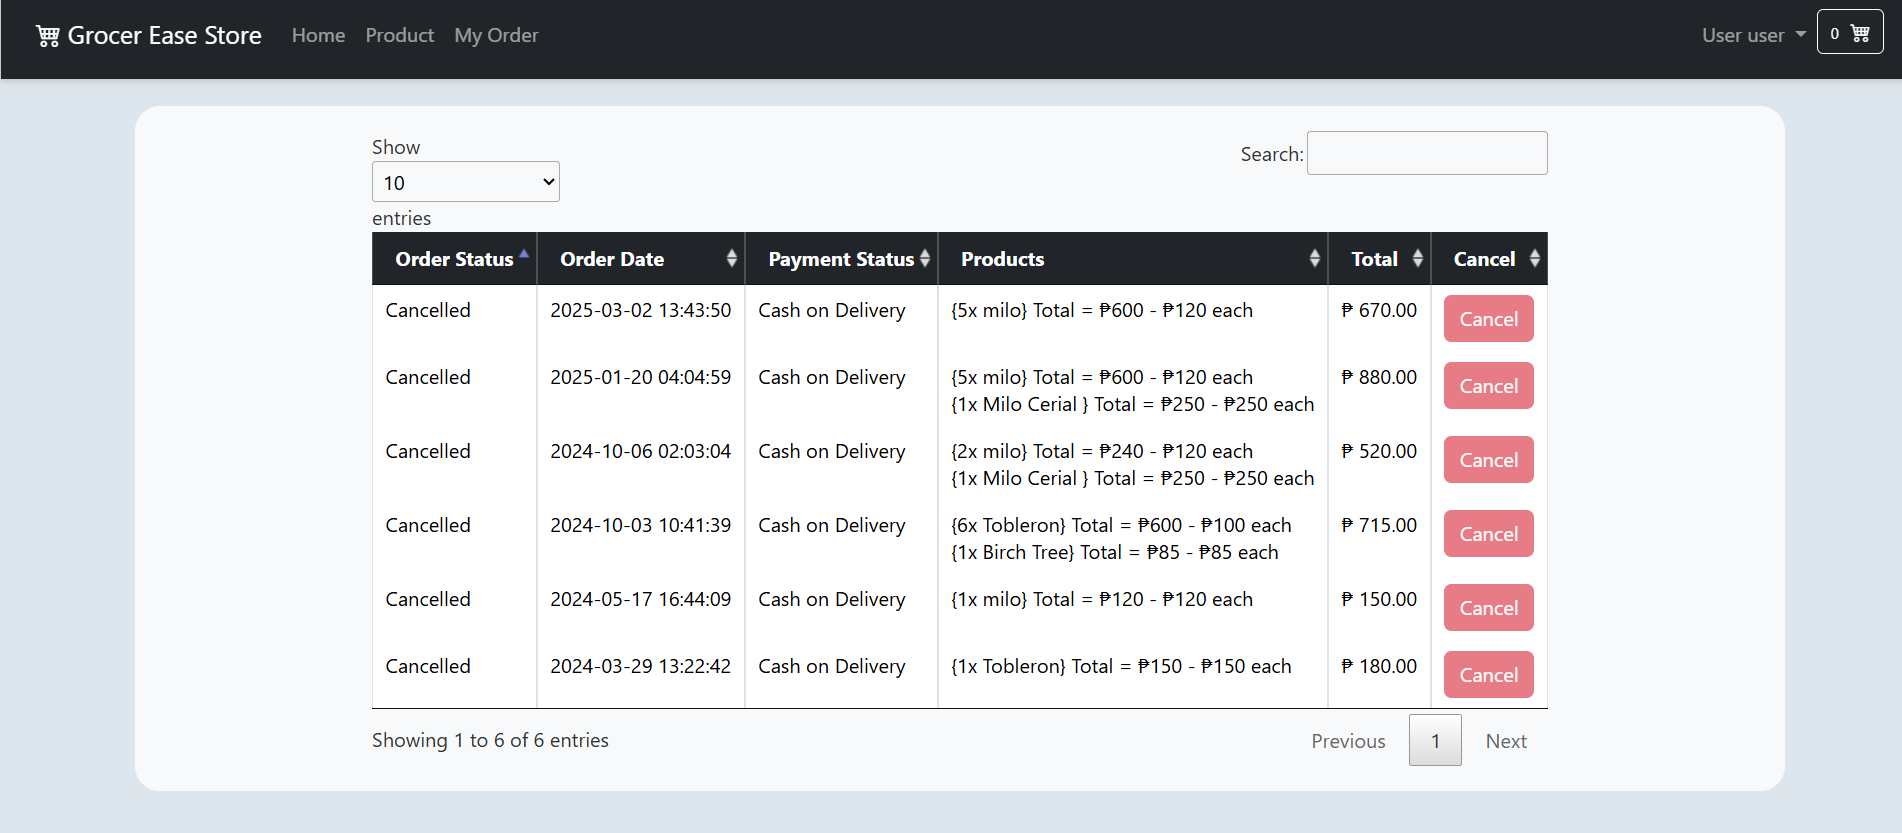 Grocer Ease Store Home Product My Order User user 0
Show
10
entries
Search:
Order Status Order Date Payment Status Products Total Cancel
Cancelled 2025-03-02 13:43:50 Cash on Delivery {5x milo} Total = ₱600 - ₱120 each ₱ 670.00 Cancel
Cancelled 2025-01-20 04:04:59 Cash on Delivery {5x milo} Total = ₱600 - ₱120 each ₱ 880.00 Cancel
{1x Milo Cerial } Total = ₱250 - ₱250 each
Cancelled 2024-10-06 02:03:04 Cash on Delivery {2x milo} Total = ₱240 - ₱120 each ₱ 520.00 Cancel
{1x Milo Cerial } Total = ₱250 - ₱250 each
Cancelled 2024-10-03 10:41:39 Cash on Delivery {6x Tobleron} Total = ₱600 - ₱100 each ₱ 715.00 Cancel
{1x Birch Tree} Total = ₱85 - ₱85 each
Cancelled 2024-05-17 16:44:09 Cash on Delivery {1x milo} Total = ₱120 - ₱120 each ₱ 150.00 Cancel
Cancelled 2024-03-29 13:22:42 Cash on Delivery {1x Tobleron} Total = ₱150 - ₱150 each ₱ 180.00 Cancel
Showing 1 to 6 of 6 entries Previous 1 Next